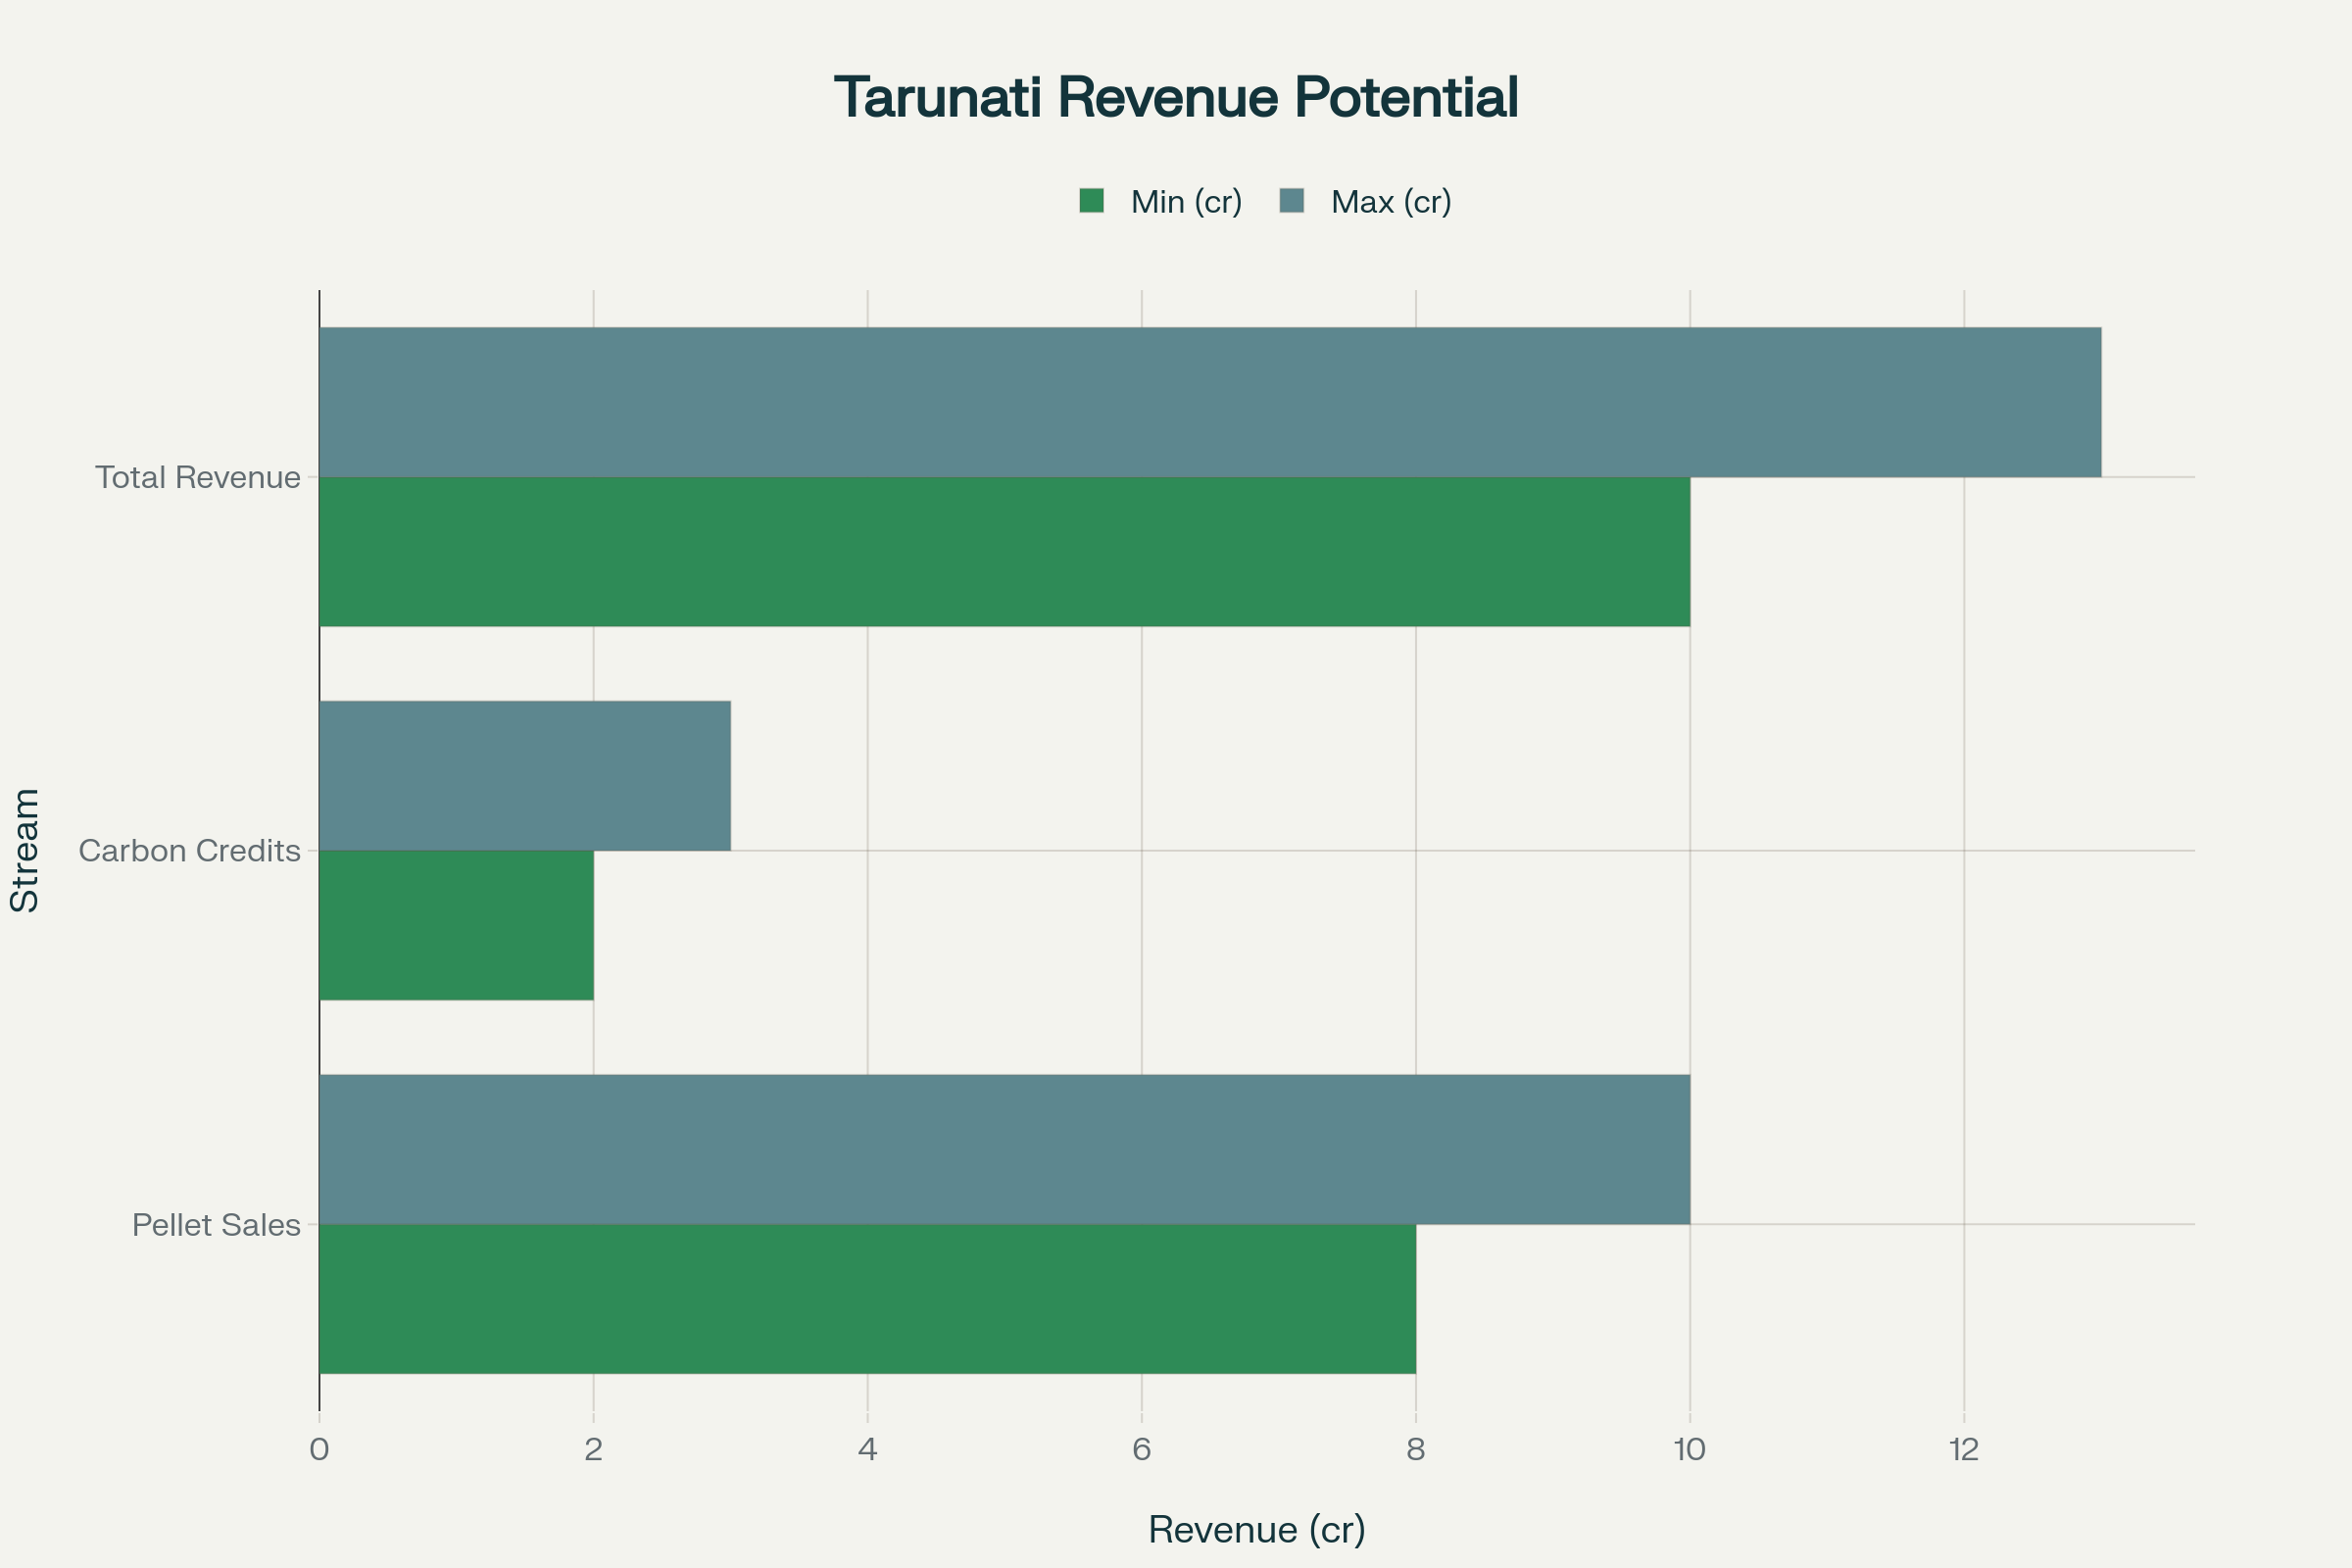 Tarunati Revenue Potential
Min (cr) Max (cr)
Total Revenue
Carbon Credits
Pellet Sales
Stream
0 2 4 6 8 10 12
Revenue (cr)